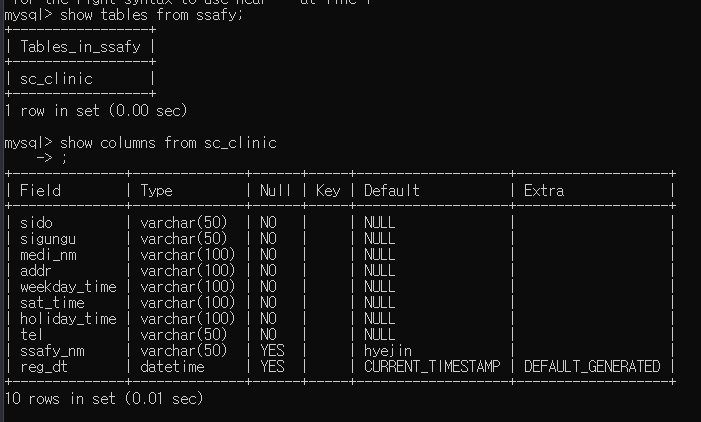 mysql> show tables from ssafy;
+-----------------+
| Tables_in_ssafy |
+-----------------+
| sc_clinic       |
+-----------------+
1 row in set (0.00 sec)
mysql> show columns from sc_clinic
    -> ;
+--------------+--------------+------+-----+-------------------+-------------------+
| Field        | Type         | Null | Key | Default           | Extra             |
+--------------+--------------+------+-----+-------------------+-------------------+
| sido         | varchar(50)  | NO   |     | NULL              |                   |
| sigungu      | varchar(50)  | NO   |     | NULL              |                   |
| medi_nm      | varchar(100) | NO   |     | NULL              |                   |
| addr         | varchar(100) | NO   |     | NULL              |                   |
| weekday_time | varchar(100) | NO   |     | NULL              |                   |
| sat_time     | varchar(100) | NO   |     | NULL              |                   |
| holiday_time | varchar(100) | NO   |     | NULL              |                   |
| tel          | varchar(50)  | NO   |     | NULL              |                   |
| ssafy_nm     | varchar(50)  | YES  |     | hyejin            |                   |
| reg_dt       | datetime     | YES  |     | CURRENT_TIMESTAMP | DEFAULT_GENERATED |
+--------------+--------------+------+-----+-------------------+-------------------+
10 rows in set (0.01 sec)